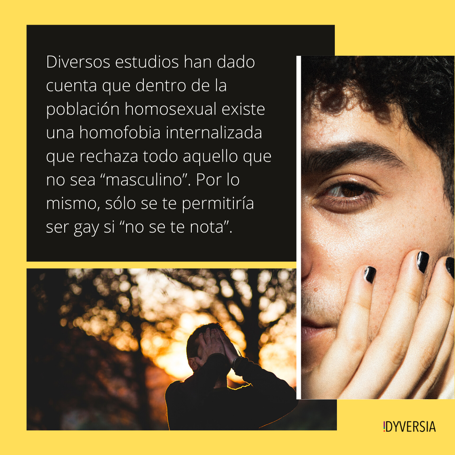 Diversos estudios han dado
cuenta que dentro de la
población homosexual existe
una homofobia internalizada
que rechaza todo aquello que
no sea “masculino”. Por lo
mismo, sólo se te permitiría
ser gay si “no se te nota”.
!DYVERSIA